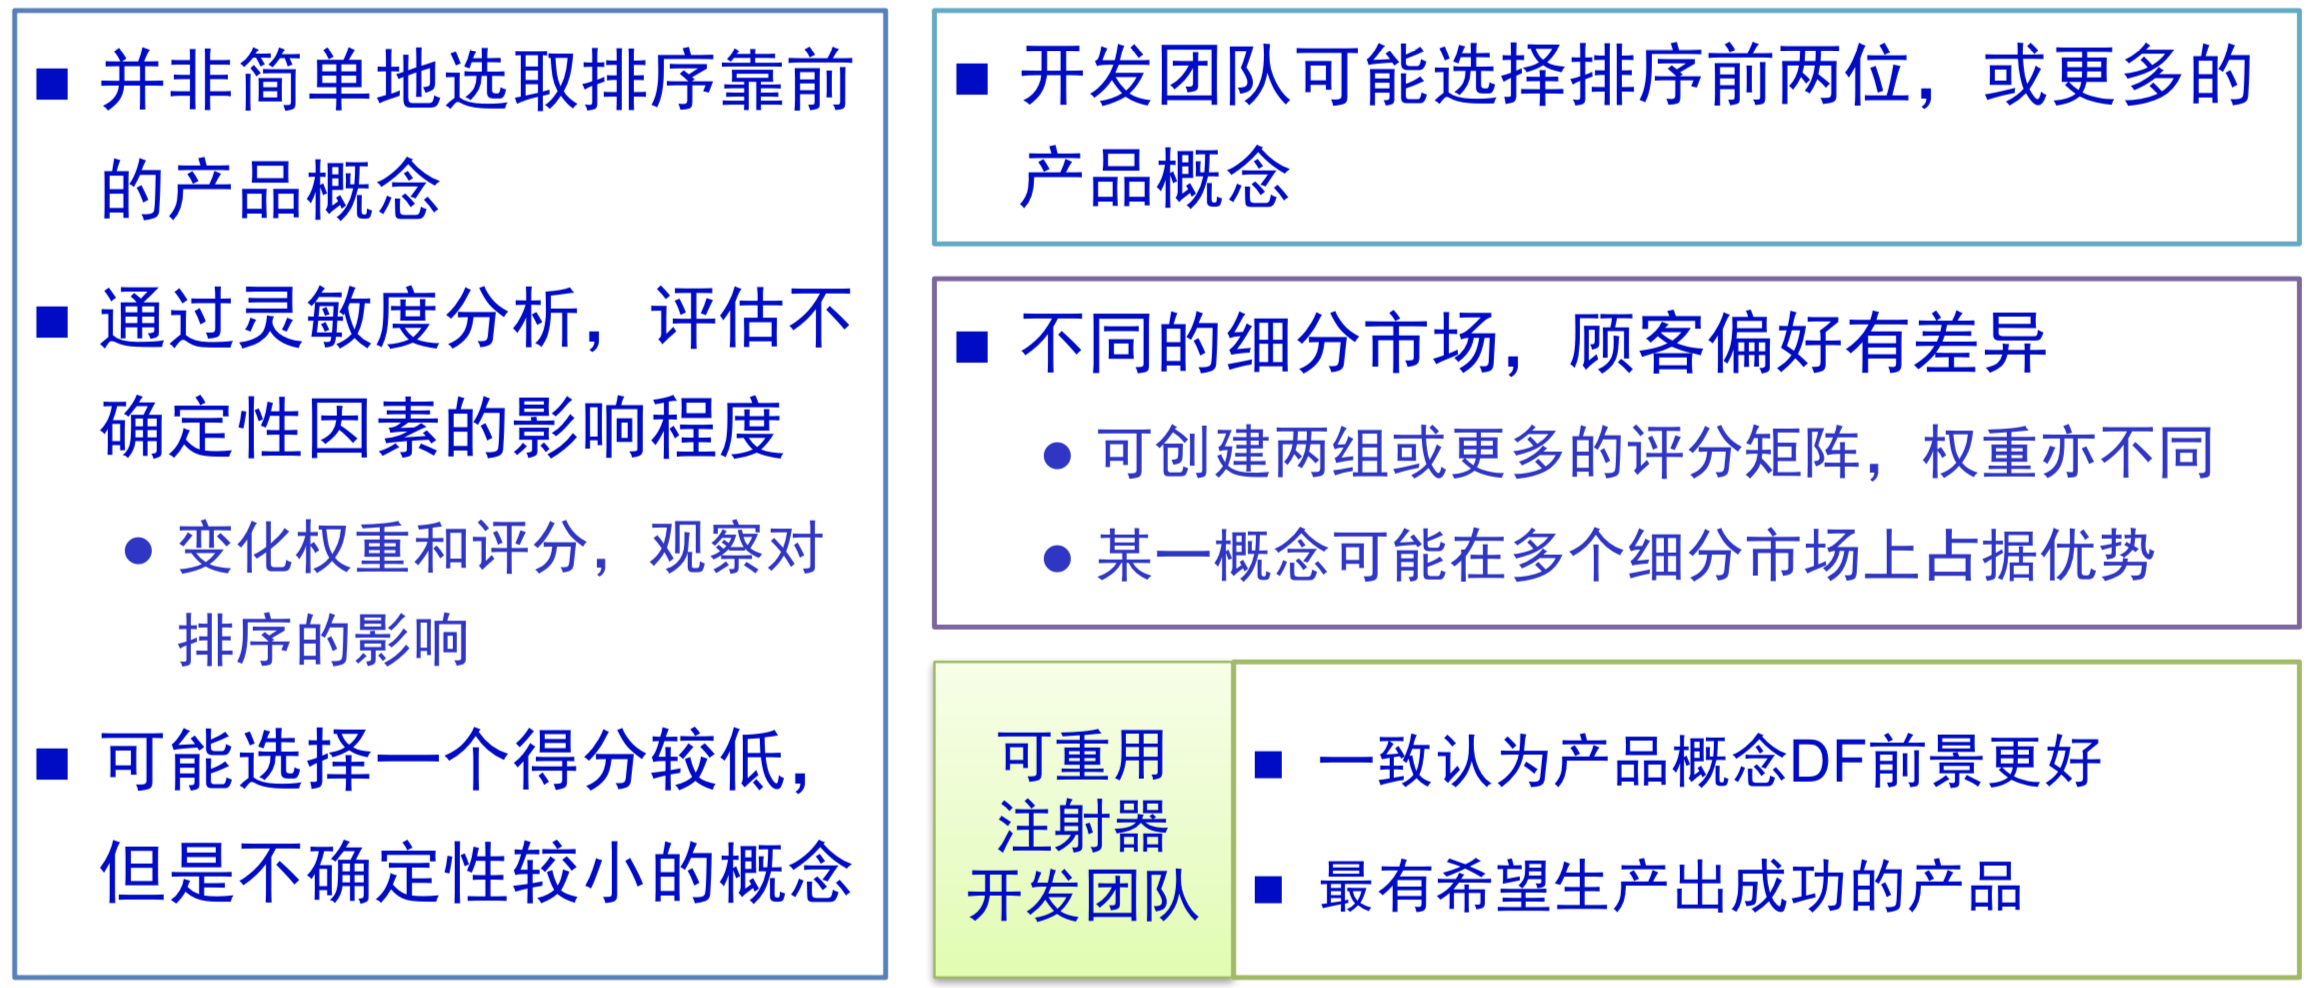 ■ 并非简单地选取排序靠前
的产品概念
■ 通过灵敏度分析，评估不
确定性因素的影响程度
● 变化权重和评分，观察对
排序的影响
■ 可能选择一个得分较低，
但是不确定性较小的概念
■ 开发团队可能选择排序前两位，或更多的
产品概念
■ 不同的细分市场，顾客偏好有差异
● 可创建两组或更多的评分矩阵，权重亦不同
● 某一概念可能在多个细分市场上占据优势
可重用
注射器
开发团队
■ 一致认为产品概念DF前景更好
■ 最有希望生产出成功的产品